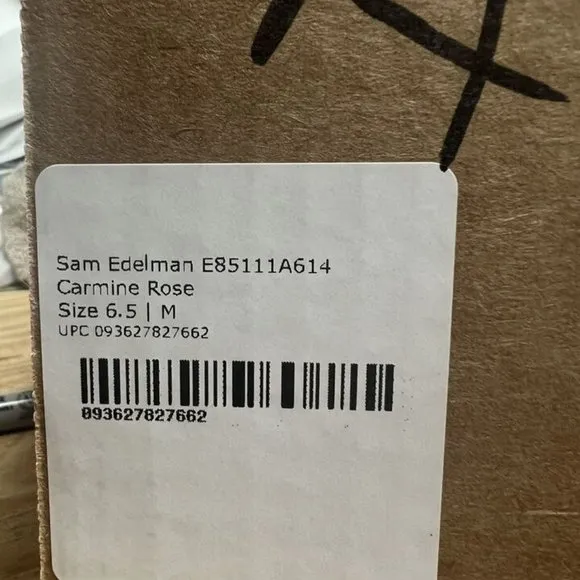 Sam Edelman E85111A614
Carmine Rose
Size 6.5 | M
UPC 093627827662
093627827662